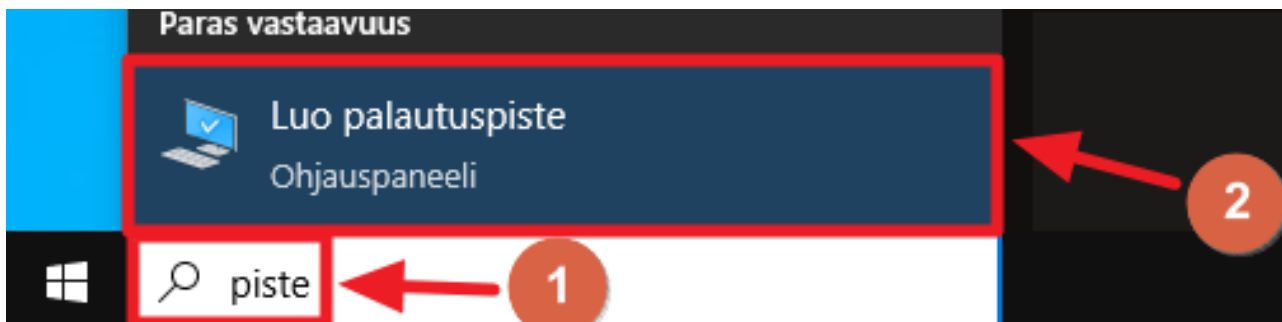 Paras vastaavuus
Luo palautuspiste
Ohjauspaneeli
2
piste
1